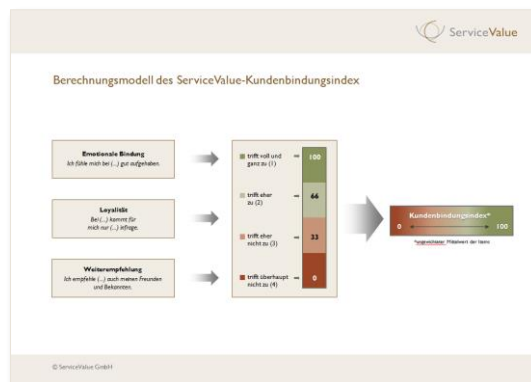 ServiceValue
Berechnungsmodell des ServiceValue-Kundenbindungsindex
Emotionale Bindung
Ich fühle mich bei (...) gut aufgehoben.
Loyalität
Bei (...) kommt für
mich nur (...) infrage.
Weiterempfehlung
Ich empfehle (...) auch meinen Freunden
und Bekannten.
trifft voll und
ganz zu (1)
100
trifft eher
zu (2)
66
trifft eher
nicht zu (3)
33
trifft überhaupt
nicht zu (4)
0
Kundenbindungsindex*
0 100
*ungewichteter Mittelwert der Items
© ServiceValue GmbH